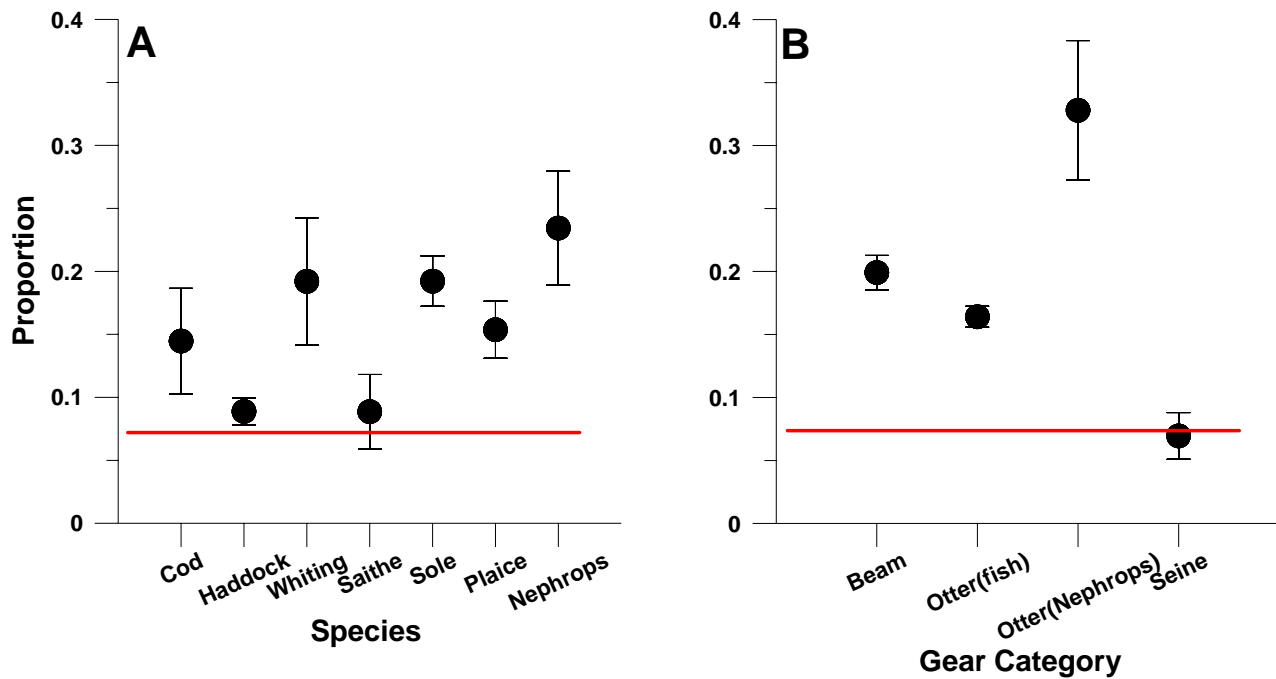 A
0.4
0.3
0.2
0.1
0
Proportion
Cod
Haddock
Whiting
Saithe
Sole
Plaice
Nephrops
Species
B
0.4
0.3
0.2
0.1
0
Beam
Otter(fish)
Otter(Nephrops)
Seine
Gear Category